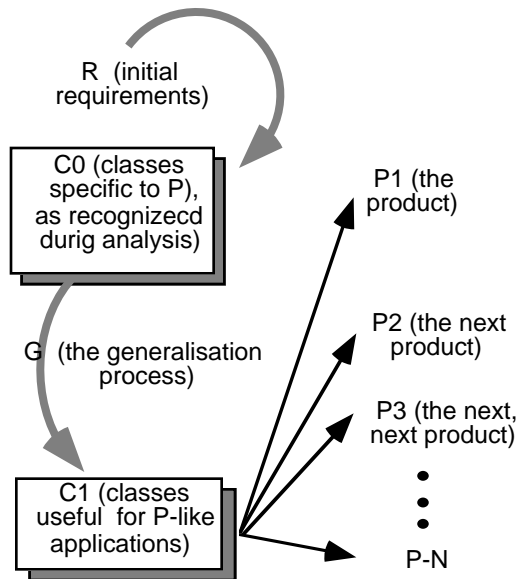 R (initial
requirements)
C0 (classes
specific to P),
as recognizecd
durig analysis)
P1 (the
product)
G (the generalisation
process)
P2 (the next
product)
P3 (the next,
next product)
C1 (classes
useful for P-like
applications)
P-N